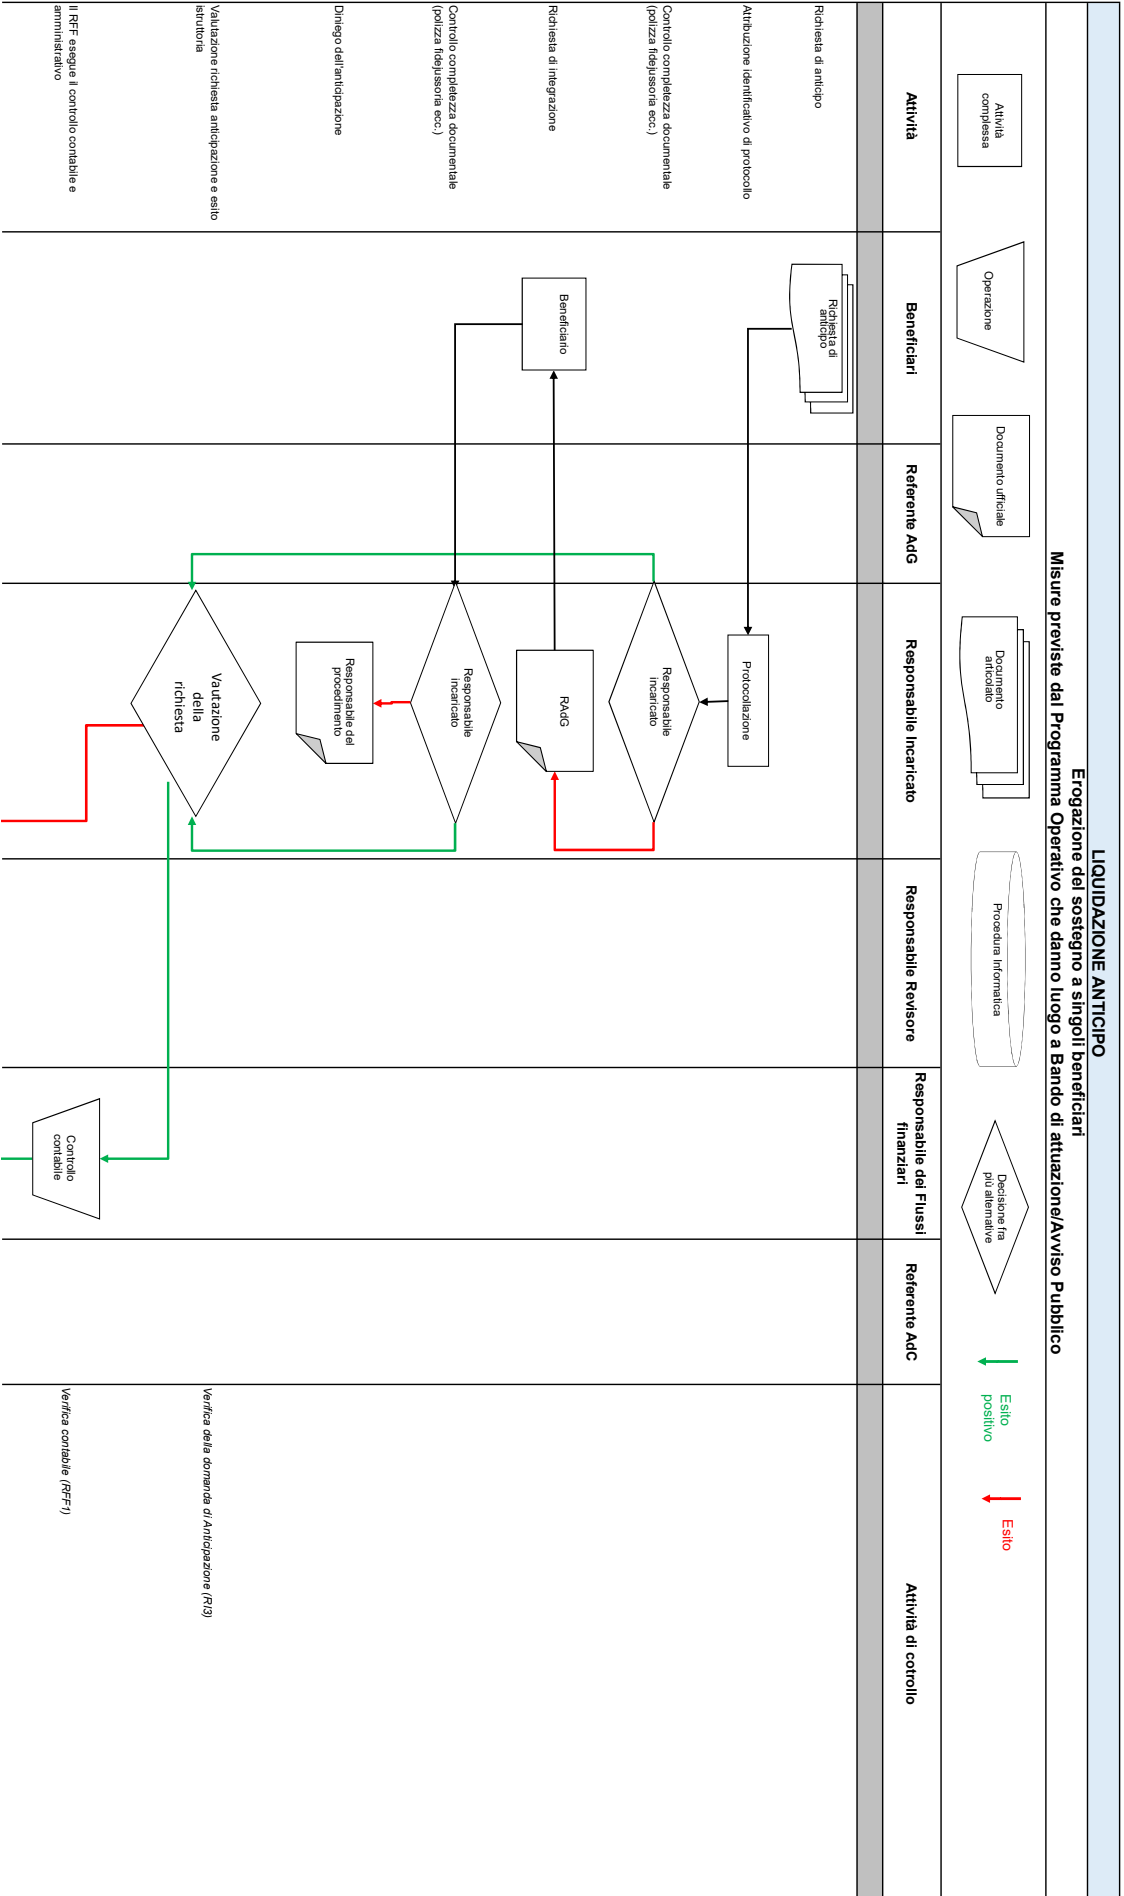 LIQUIDAZIONE ANTICIPO
Erogazione del sostegno a singoli beneficiari
Misure previste dal Programma Operativo che danno luogo a Bando di attuazione/Avviso Pubblico
Attività
complessa
Operazione
Documento ufficiale
Documento
articolato
Procedura Informatica
Decisione fra
più alternative
Esito
positivo
Esito
Attività
Beneficiari
Referente AdG
Responsabile Incaricato
Responsabile Revisore
Responsabile dei Flussi
finanziari
Referente AdC
Attività di cotrollo
Richiesta di anticipo
Richiesta di
anticipo
Attribuzione identificativo di protocollo
Protocollazione
Controllo completezza documentale
(polizza fidejussoria ecc.)
Responsabile
incaricato
Richiesta di integrazione
Beneficiario
RAdG
Controllo completezza documentale
(polizza fidejussoria ecc.)
Responsabile
incaricato
Diniego dell'anticipazione
Responsabile del
procedimento
Valutazione richiesta anticipazione e esito
istruttoria
Vautazione
della
richiesta
Verifica della domanda di Anticipazione (RI3)
Il RFF esegue il controllo contabile e
amministrativo
Controllo
contabile
Verifica contabile (RFF1)